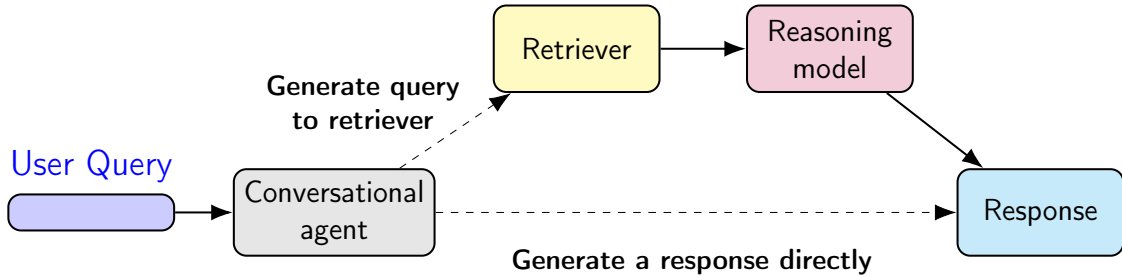 Retriever
Reasoning
model
Generate query
to retriever
User Query
Conversational
agent
Response
Generate a response directly